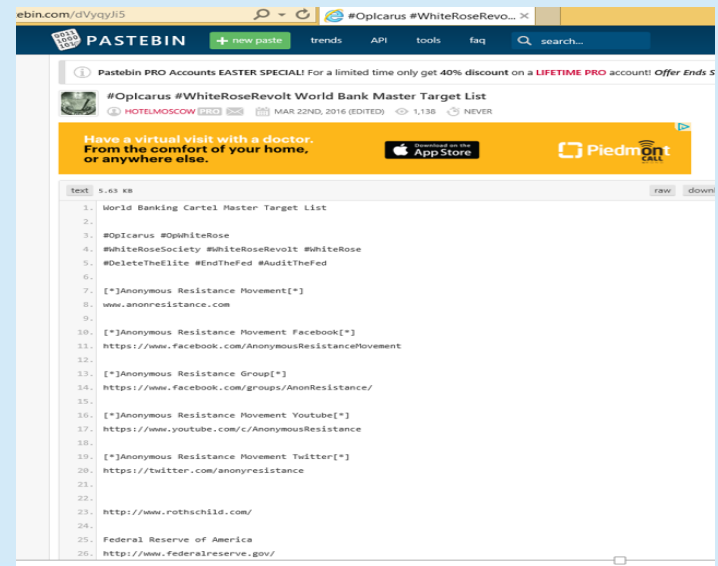 ebin.com/dVyqyJi5
#OpIcarus #WhiteRoseRevo...
PASTEBIN
+ new paste
trends
API
tools
faq
search...
Pastebin PRO Accounts EASTER SPECIAL! For a limited time only get 40% discount on a LIFETIME PRO account! Offer Ends S
#OpIcarus #WhiteRoseRevolt World Bank Master Target List
HOTELMOSCOW PRO MAR 22ND, 2016 (EDITED) 1,138 NEVER
Have a virtual visit with a doctor.
From the comfort of your home,
or anywhere else.
Download on the
App Store
Piedmont
CALL
text 5.63 KB
raw downl
1. World Banking Cartel Master Target List
2.
3. #OpIcarus #OpWhiteRose
4. #WhiteRoseSociety #WhiteRoseRevolt #WhiteRose
5. #DeleteTheElite #EndTheFed #AuditTheFed
6.
7. [*]Anonymous Resistance Movement[*]
8. www.anonresistance.com
9.
10. [*]Anonymous Resistance Movement Facebook[*]
11. https://www.facebook.com/AnonymousResistanceMovement
12.
13. [*]Anonymous Resistance Group[*]
14. https://www.facebook.com/groups/AnonResistance/
15.
16. [*]Anonymous Resistance Movement Youtube[*]
17. https://www.youtube.com/c/AnonymousResistance
18.
19. [*]Anonymous Resistance Movement Twitter[*]
20. https://twitter.com/anonyresistance
21.
22.
23. http://www.rothschild.com/
24.
25. Federal Reserve of America
26. http://www.federalreserve.gov/